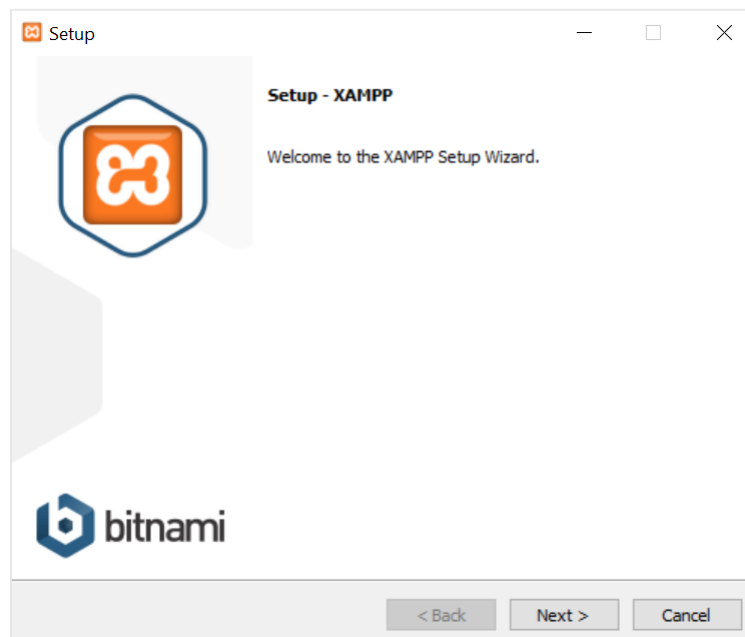 Setup
Setup - XAMPP
Welcome to the XAMPP Setup Wizard.
bitnami
< Back
Next >
Cancel